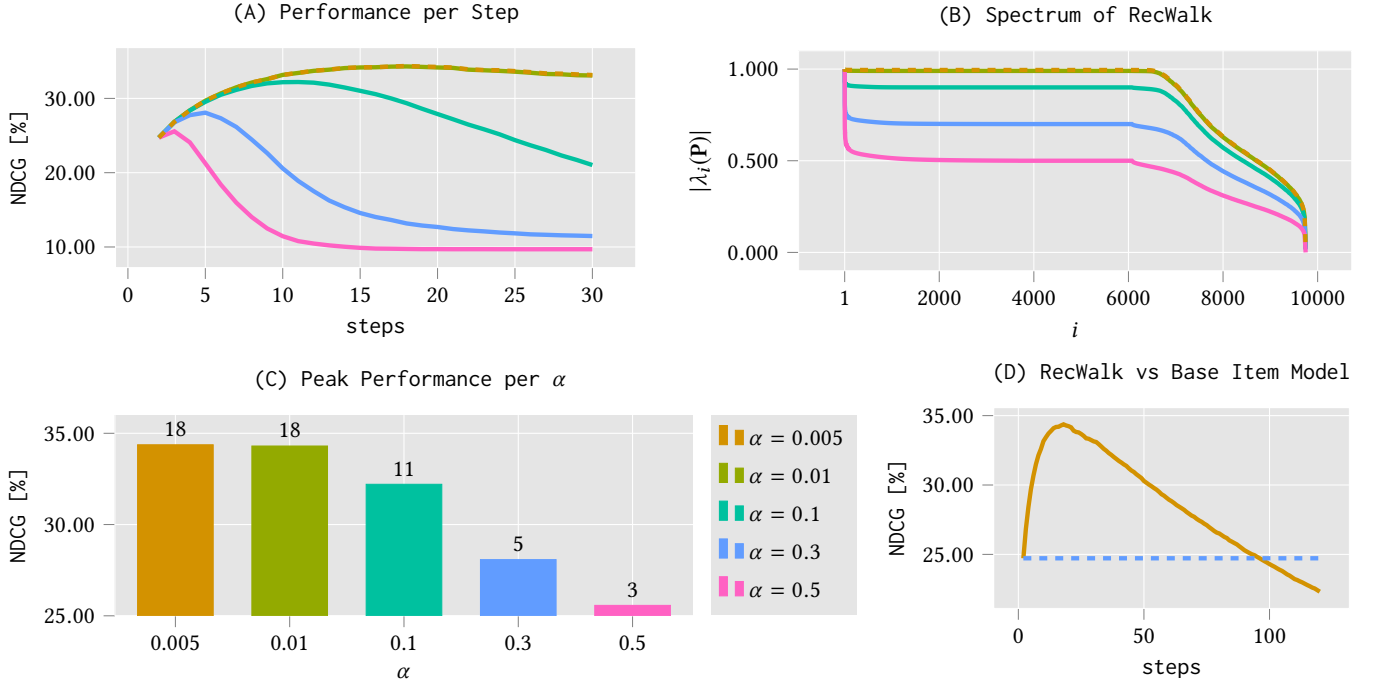 (A) Performance per Step
NDCG [%]
30.00
20.00
10.00
0 5 10 15 20 25 30
steps
(B) Spectrum of RecWalk
|λi(P)|
1.000
0.500
0.000
1 2000 4000 6000 8000 10000
i
(C) Peak Performance per α
NDCG [%]
35.00
30.00
25.00
18 18 11 5 3
0.005 0.01 0.1 0.3 0.5
α
α = 0.005
α = 0.01
α = 0.1
α = 0.3
α = 0.5
(D) RecWalk vs Base Item Model
NDCG [%]
35.00
30.00
25.00
0 50 100
steps